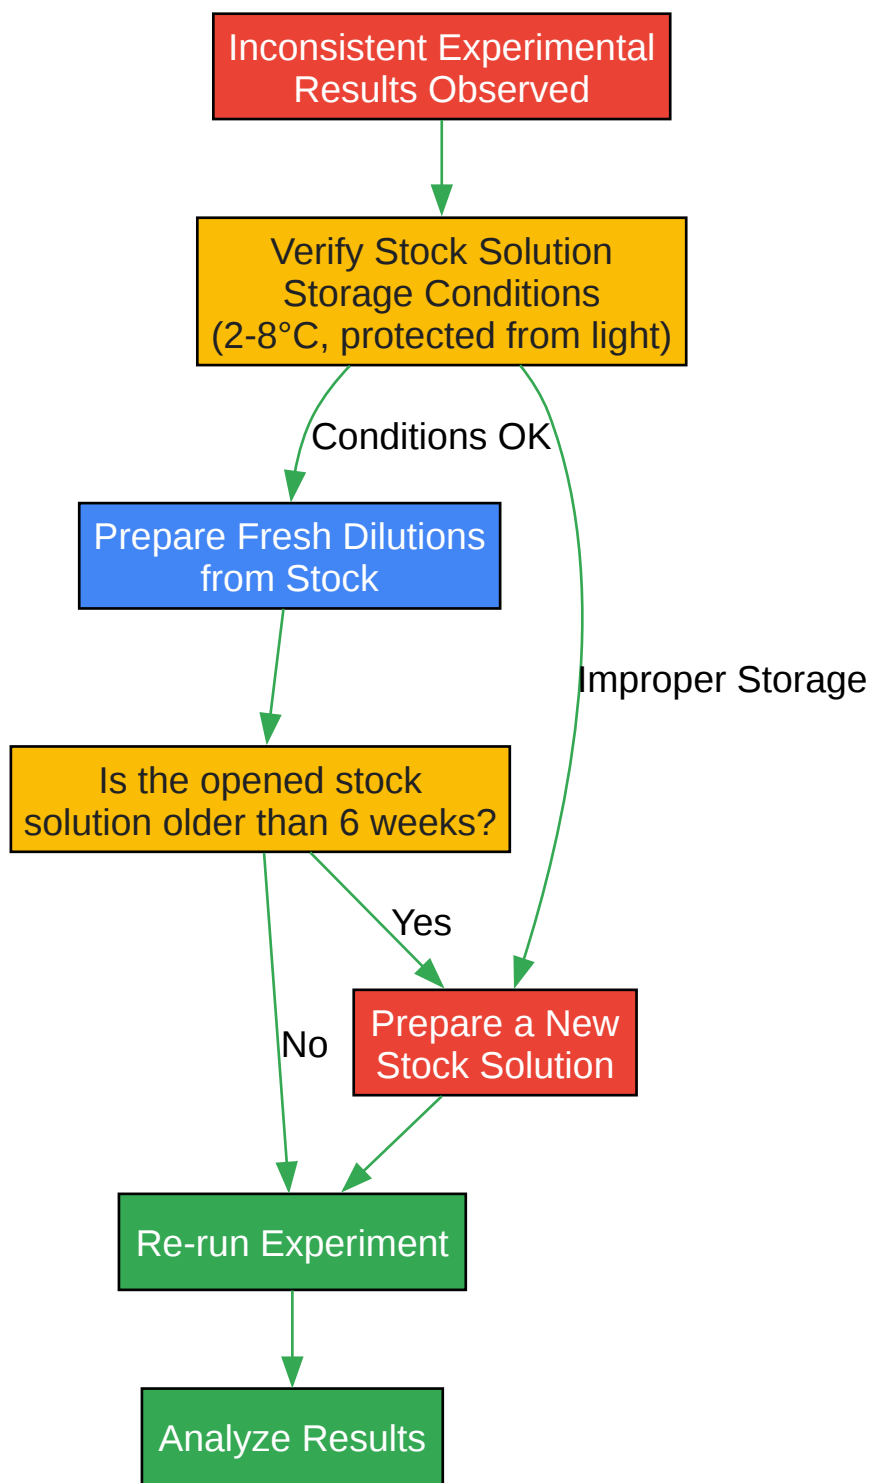 Inconsistent Experimental
Results Observed
Verify Stock Solution
Storage Conditions
(2-8°C, protected from light)
Conditions OK
Prepare Fresh Dilutions
from Stock
Improper Storage
Is the opened stock
solution older than 6 weeks?
Yes
Prepare a New
Stock Solution
No
Re-run Experiment
Analyze Results